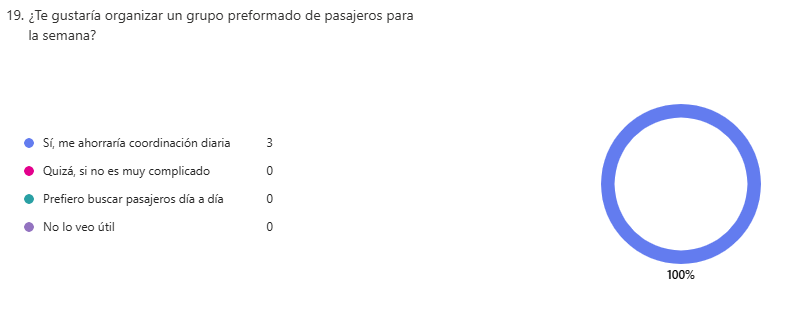 19. ¿Te gustaría organizar un grupo preformado de pasajeros para
la semana?
Sí, me ahorraría coordinación diaria 3
Quizá, si no es muy complicado 0
Prefiero buscar pasajeros día a día 0
No lo veo útil 0
100%